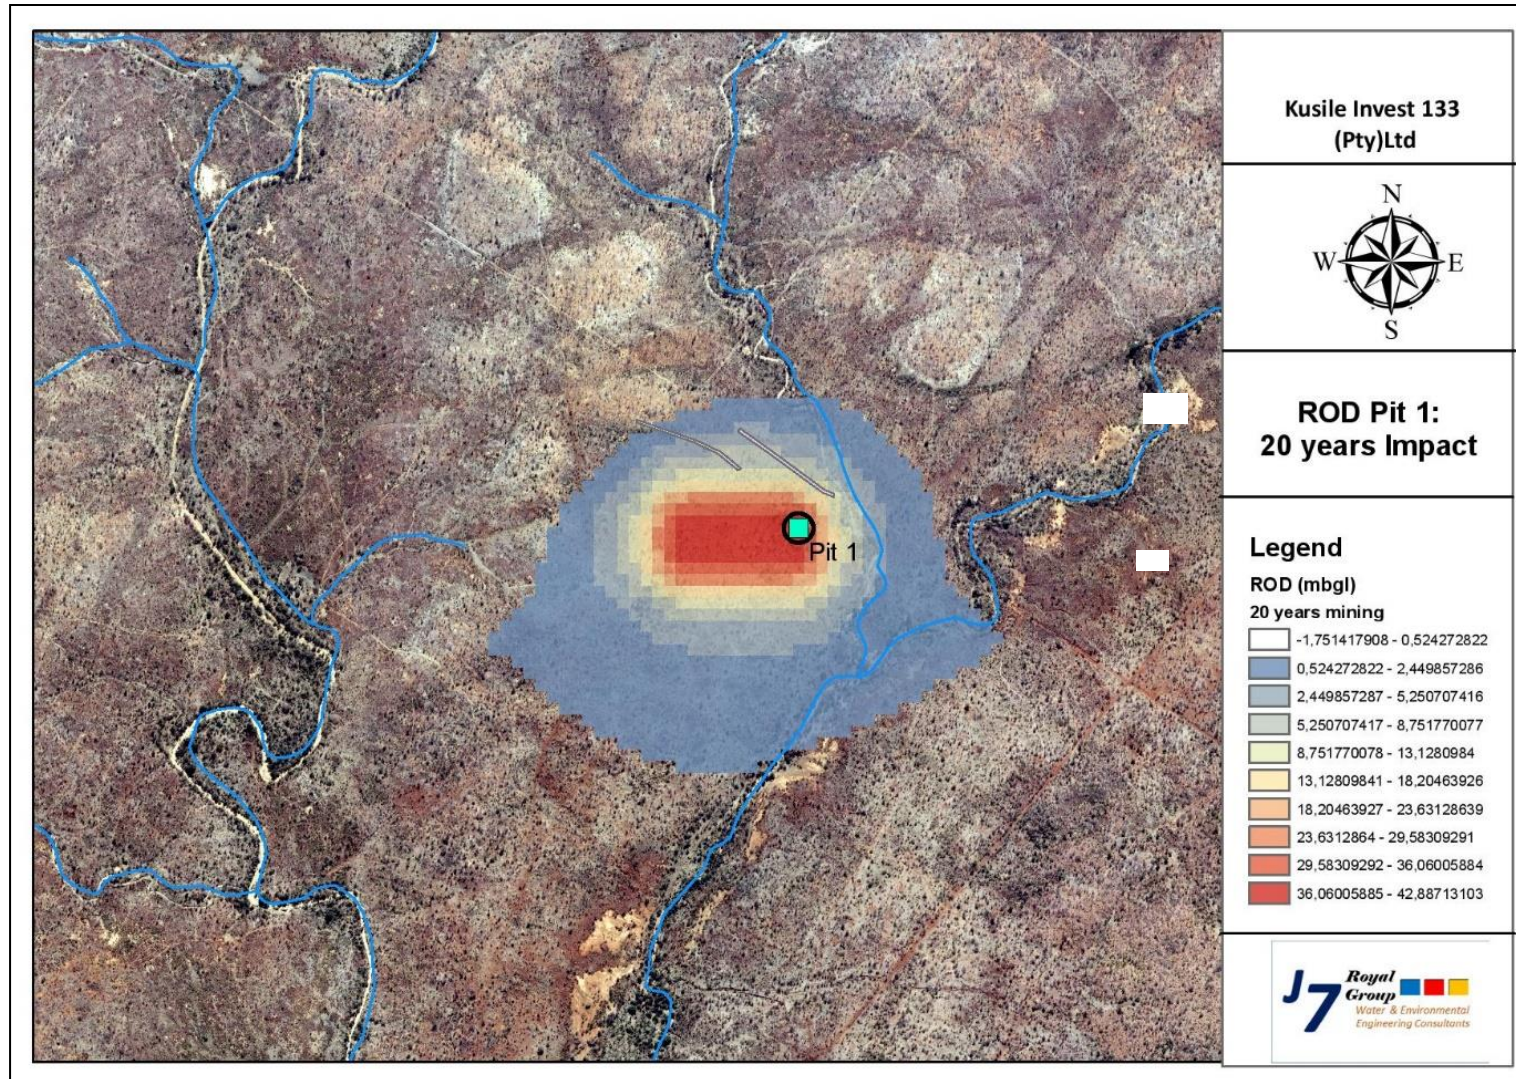 Kusile Invest 133
(Pty)Ltd
N
W
E
S
ROD Pit 1:
20 years Impact
Pit 1
Legend
ROD (mbgl)
20 years mining
-1,751417908 - 0,524272822
0,524272822 - 2,449857286
2,449857287 - 5,250707416
5,250707417 - 8,751770077
8,751770078 - 13,1280984
13,12809841 - 18,20463926
18,20463927 - 23,63128639
23,6312864 - 29,58309291
29,58309292 - 36,06005884
36,06005885 - 42,88713103
J7
Royal
Group
Water & Environmental
Engineering Consultants